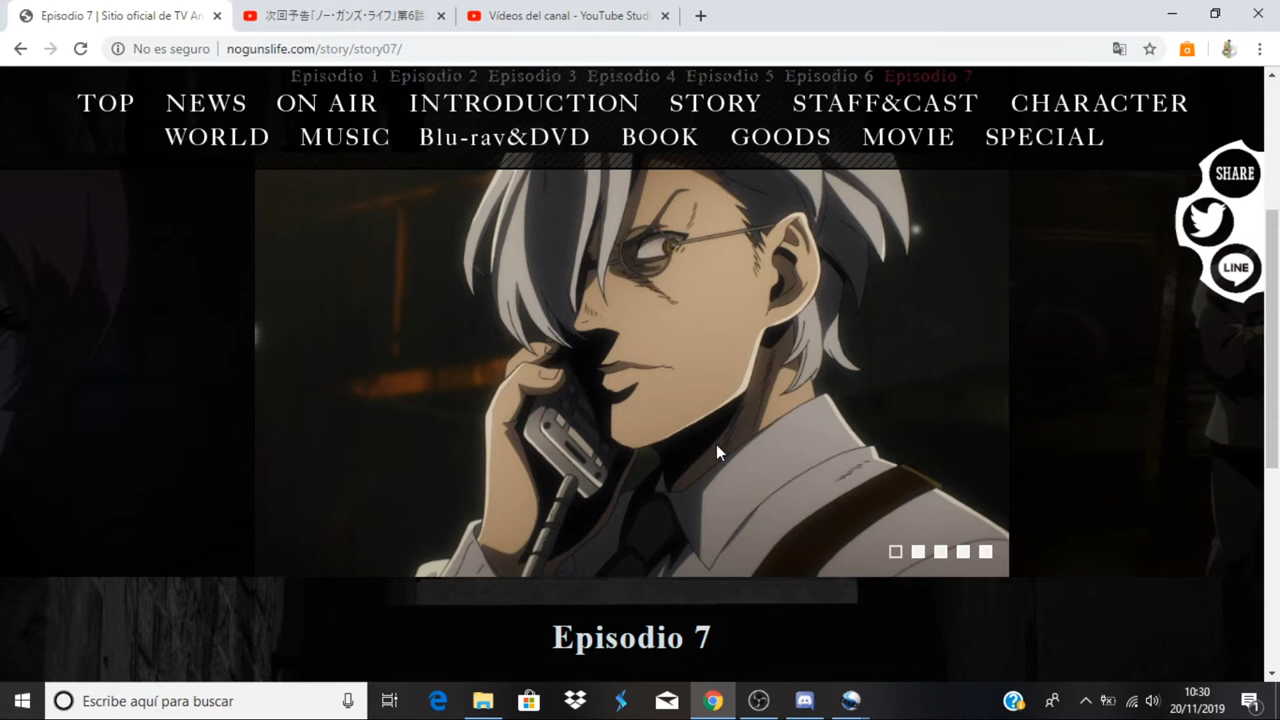 Episodio 7 | Sitio oficial de TV An
次回予告「ノー・ガンズ・ライフ」第6話
Vídeos del canal - YouTube Studi
No es seguro
nogunslife.com/story/story07/
Episodio 1 Episodio 2 Episodio 3 Episodio 4 Episodio 5 Episodio 6 Episodio 7
TOP NEWS ON AIR INTRODUCTION STORY STAFF&CAST CHARACTER
WORLD MUSIC Blu-ray&DVD BOOK GOODS MOVIE SPECIAL
SHARE
LINE
Episodio 7
Escribe aquí para buscar
10:30
20/11/2019
1